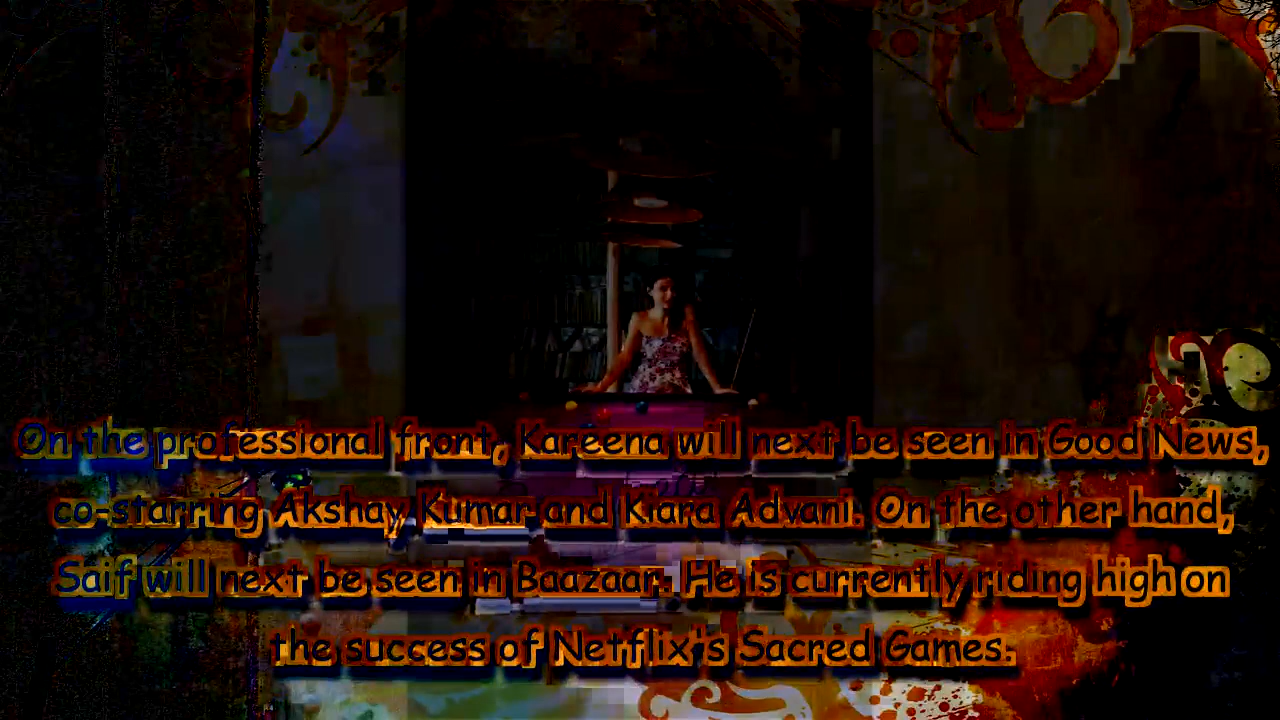 On the professional front, Kareena will next be seen in Good News,
co-starring Akshay Kumar and Kiara Advani. On the other hand,
Saif will next be seen in Baazaar. He is currently riding high on
the success of Netflix's Sacred Games.